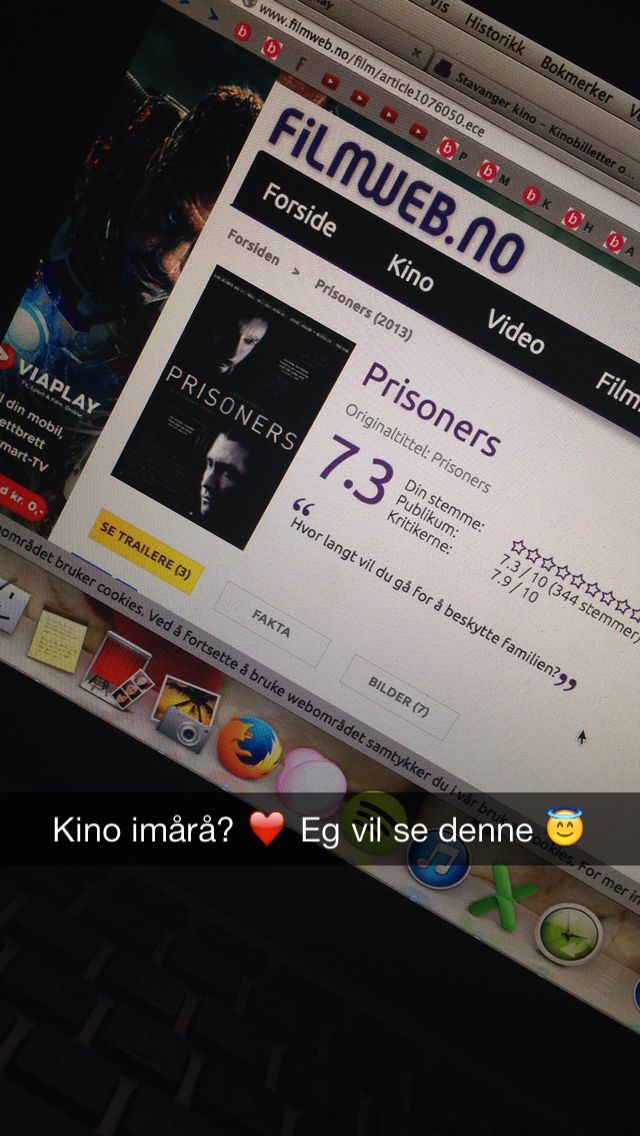 vis Historikk Bokmerker
www.filmweb.no/film/article1076050.ece
Stavanger kino – Kinobilletter o...
F b P b M b K b H b A
FILMWEB.NO
Forside Kino Video Film
Forsiden > Prisoners (2013)
PRISONERS
Prisoners
Originaltittel: Prisoners
7.3
Din stemme:
Publikum: 7.3 / 10 (344 stemmer)
Kritikerne: 7.9 / 10
“Hvor langt vil du gå for å beskytte familien?”
SE TRAILERE (3)
FAKTA
BILDER (7)
VIAPLAY
TV, Sport & Film. Online.
din mobil,
ettbrett
mart-TV
kr. 0,-
området bruker cookies. Ved å fortsette å bruke webområdet samtykker du i vår bruk cookies. For mer in
Kino imårå? ❤️ Eg vil se denne 😇